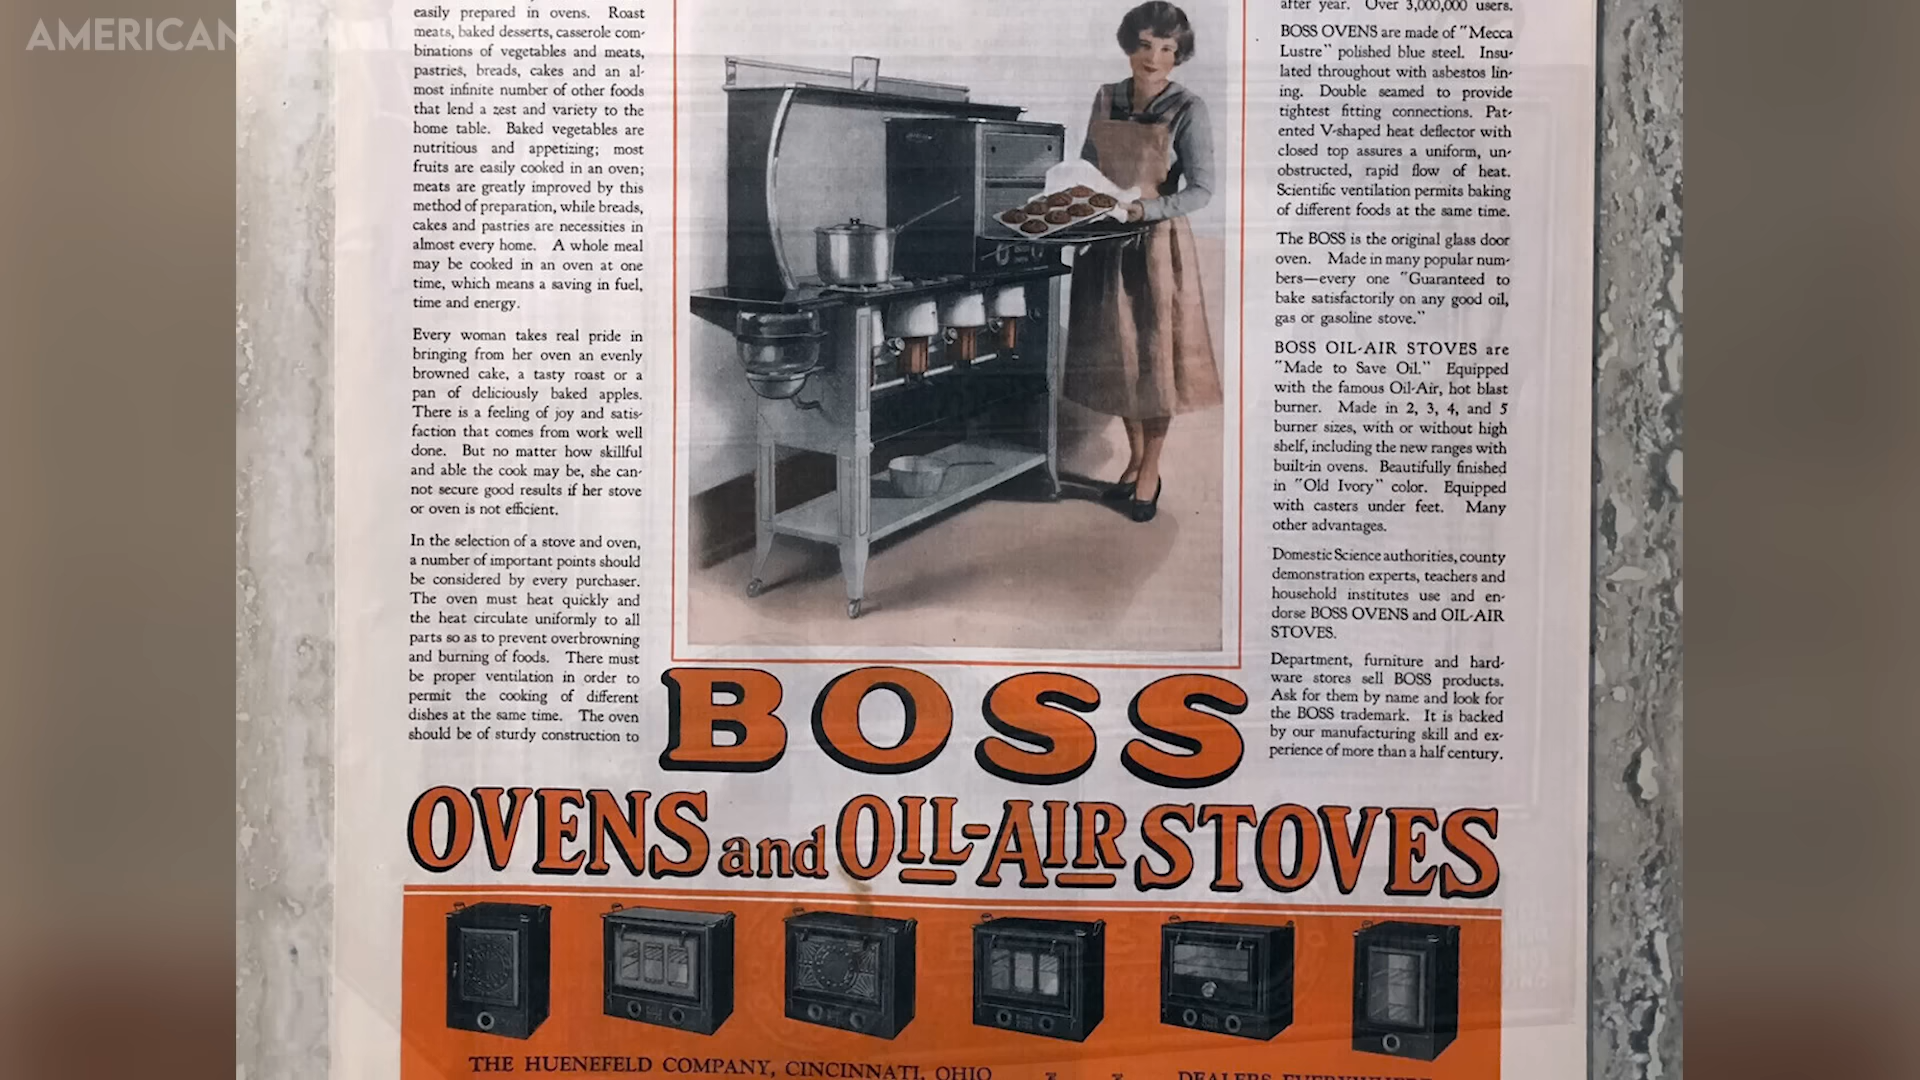 AMERICAN
easily prepared in ovens. Roast
meats, baked desserts, casserole com-
binations of vegetables and meats,
pastries, breads, cakes and an al-
most infinite number of other foods
that lend a zest and variety to the
home table. Baked vegetables are
nutritious and appetizing; most
fruits are easily cooked in an oven;
meats are greatly improved by this
method of preparation, while breads,
cakes and pastries are necessities in
almost every home. A whole meal
may be cooked in an oven at one
time, which means a saving in fuel,
time and energy.
Every woman takes real pride in
bringing from her oven an evenly
browned cake, a tasty roast or a
pan of deliciously baked apples.
There is a feeling of joy and satis-
faction that comes from work well
done. But no matter how skillful
and able the cook may be, she can-
not secure good results if her stove
or oven is not efficient.
In the selection of a stove and oven,
a number of important points should
be considered by every purchaser.
The oven must heat quickly and
the heat circulate uniformly to all
parts so as to prevent overbrowning
and burning of foods. There must
be proper ventilation in order to
permit the cooking of different
dishes at the same time. The oven
should be of sturdy construction to
after year. Over 3,000,000 users.
BOSS OVENS are made of "Mecca
Lustre" polished blue steel. Insu-
lated throughout with asbestos lin-
ing. Double seamed to provide
tightest fitting connections. Pat-
ented V-shaped heat deflector with
closed top assures a uniform, un-
obstructed, rapid flow of heat.
Scientific ventilation permits baking
of different foods at the same time.
The BOSS is the original glass door
oven. Made in many popular num-
bers—every one "Guaranteed to
bake satisfactorily on any good oil,
gas or gasoline stove."
BOSS OIL-AIR STOVES are
"Made to Save Oil." Equipped
with the famous Oil-Air, hot blast
burner. Made in 2, 3, 4, and 5
burner sizes, with or without high
shelf, including the new ranges with
built-in ovens. Beautifully finished
in "Old Ivory" color. Equipped
with casters under feet. Many
other advantages.
Domestic Science authorities, county
demonstration experts, teachers and
household institutes use and en-
dorse BOSS OVENS and OIL-AIR
STOVES.
Department, furniture and hard-
ware stores sell BOSS products.
Ask for them by name and look for
the BOSS trademark. It is backed
by our manufacturing skill and ex-
perience of more than a half century.
BOSS
OVENS and OIL-AIR STOVES
THE HUENEFELD COMPANY, CINCINNATI, OHIO
DEALERS EVERYWHERE